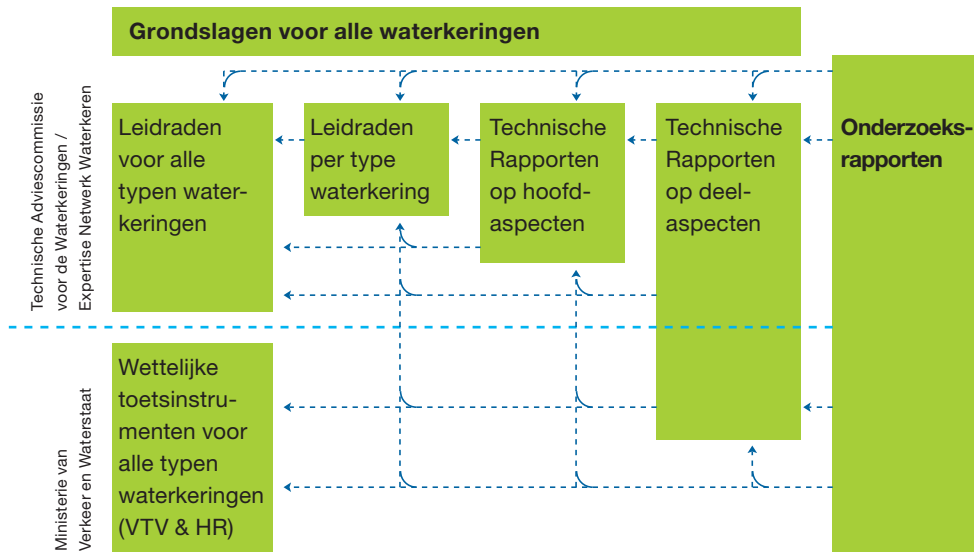 Grondslagen voor alle waterkeringen
Technische Adviescommissie
voor de Waterkeringen /
Expertise Netwerk Waterkeren
Leidraden
voor alle
typen water-
keringen
Leidraden
per type
waterkering
Technische
Rapporten
op hoofd-
aspecten
Technische
Rapporten
op deel-
aspecten
Onderzoeks-
rapporten
Ministerie van
Verkeer en Waterstaat
Wettelijke
toetsinstru-
menten voor
alle typen
waterkeringen
(VTV & HR)